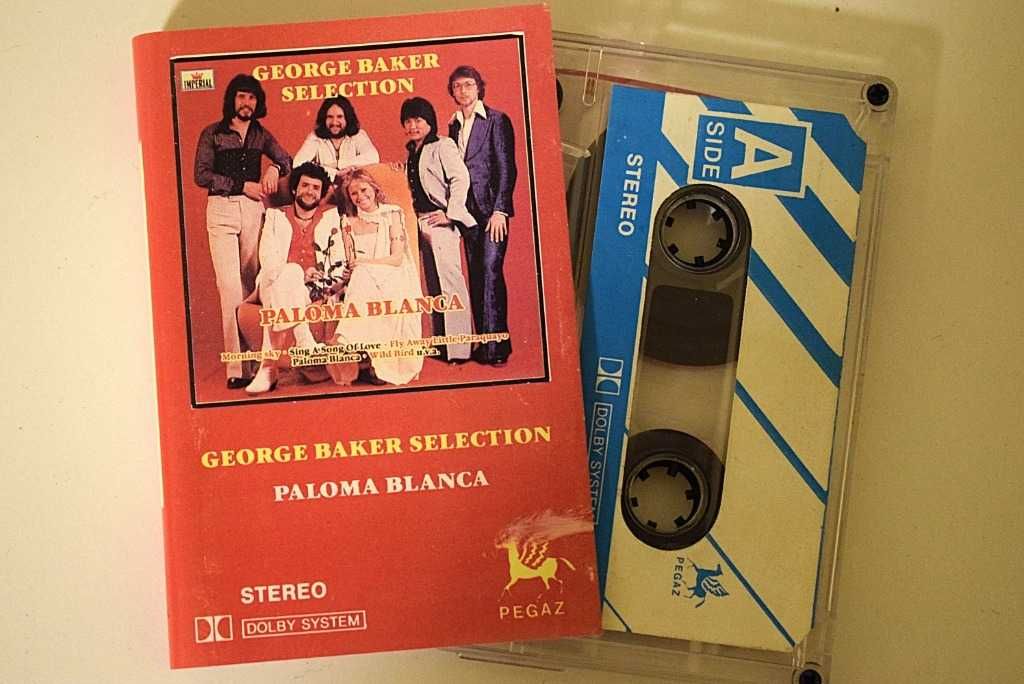 IMPERIAL
GEORGE BAKER
SELECTION
PALOMA BLANCA
Morning sky - Sing A Song Of Love - Fly Away Little Paraquayo
Paloma Blanca • Wild Bird u.v.a.
GEORGE BAKER SELECTION
PALOMA BLANCA
STEREO
DOLBY SYSTEM
PEGAZ
A
SIDE
STEREO
DOLBY SYSTEM
PEGAZ